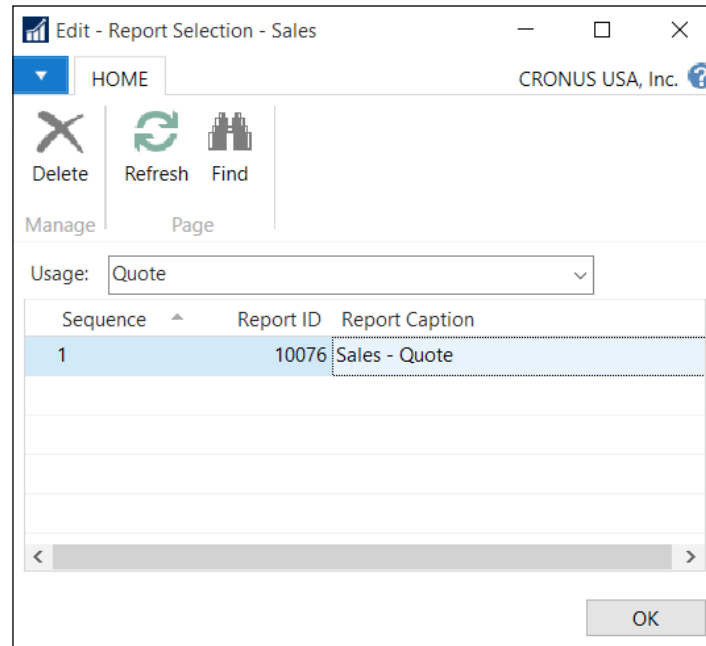 Edit - Report Selection - Sales
HOME
CRONUS USA, Inc. ?
Delete
Refresh
Find
Manage
Page
Usage: Quote
Sequence Report ID Report Caption
1 10076 Sales - Quote
OK